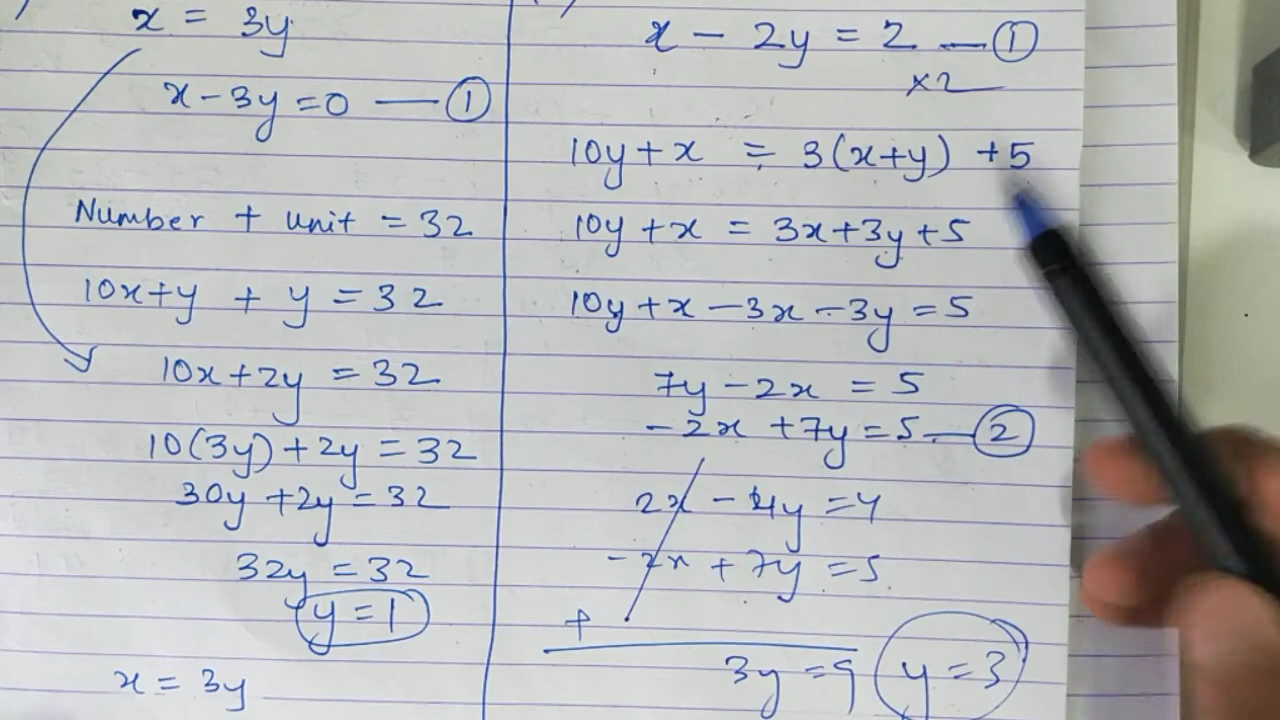 x = 3y
x - 3y = 0 — ①
Number + unit = 32
10x+y + y = 32
10x+2y = 32
10(3y)+2y = 32
30y +2y = 32
32y = 32
y = 1
x = 3y
x - 2y = 2 — ①
×2
10y+x = 3(x+y) +5
10y+x = 3x+3y+5
10y+x-3x-3y = 5
7y-2x = 5
-2x+7y = 5 — ②
2x - 4y = 4
-2x + 7y = 5
+
3y = 9 y = 3